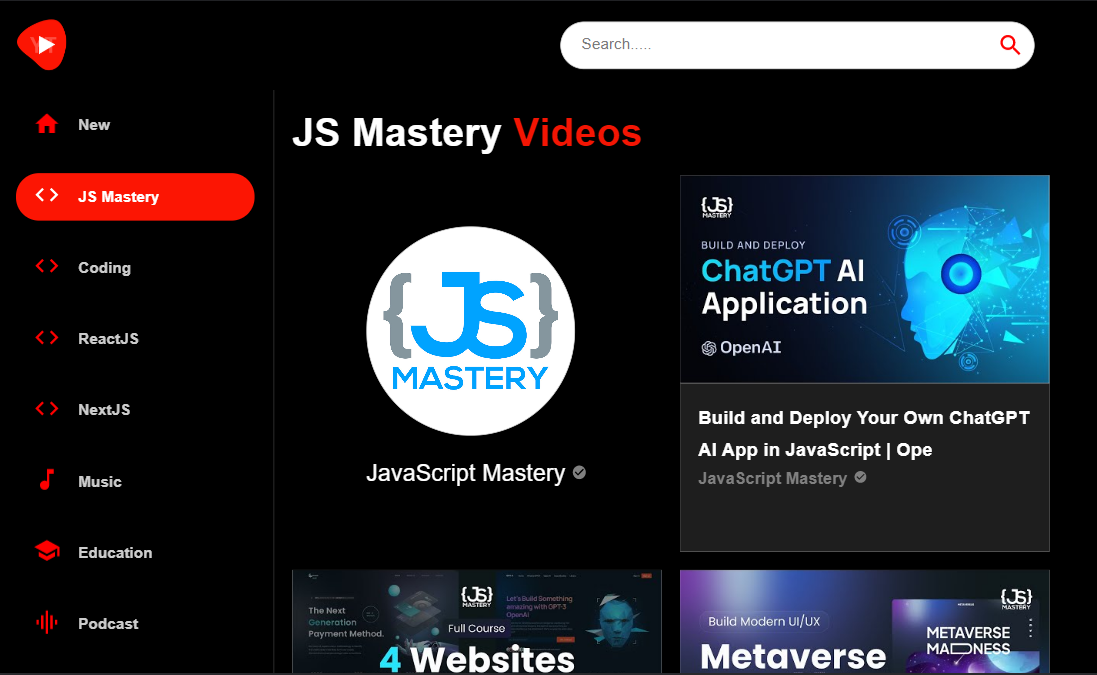 YT
Search.....
New
JS Mastery
Coding
ReactJS
NextJS
Music
Education
Podcast
JS Mastery Videos
{JS}
MASTERY
JavaScript Mastery
{JS}
MASTERY
BUILD AND DEPLOY
ChatGPT AI
Application
OpenAI
Build and Deploy Your Own ChatGPT
AI App in JavaScript | Ope
JavaScript Mastery
The Next
Generation
Payment Method.
{JS}
MASTERY
Let's Build Something
amazing with GPT-3
OpenAI
Full Course
4 Websites
{JS}
MASTERY
Build Modern UI/UX
Metaverse
METAVERSE
MADNESS